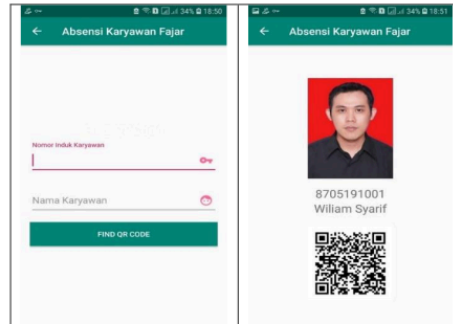 34% 18:50
Absensi Karyawan Fajar
Nomor Induk Karyawan
Nama Karyawan
FIND QR CODE
34% 18:51
Absensi Karyawan Fajar
8705191001
Wiliam Syarif